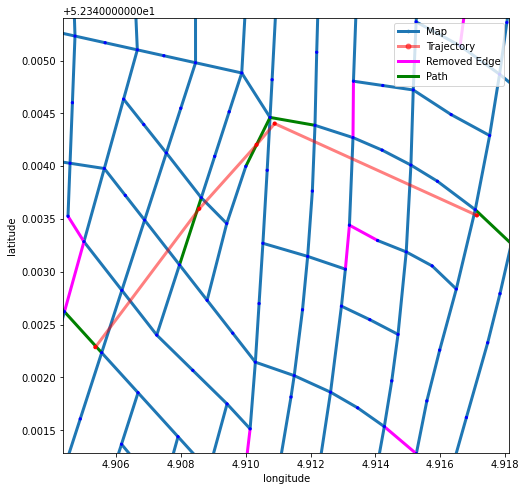 +5.2340000000e1
Map
Trajectory
Removed Edge
Path
0.0050
0.0045
0.0040
0.0035
0.0030
0.0025
0.0020
0.0015
latitude
4.906 4.908 4.910 4.912 4.914 4.916 4.918
longitude